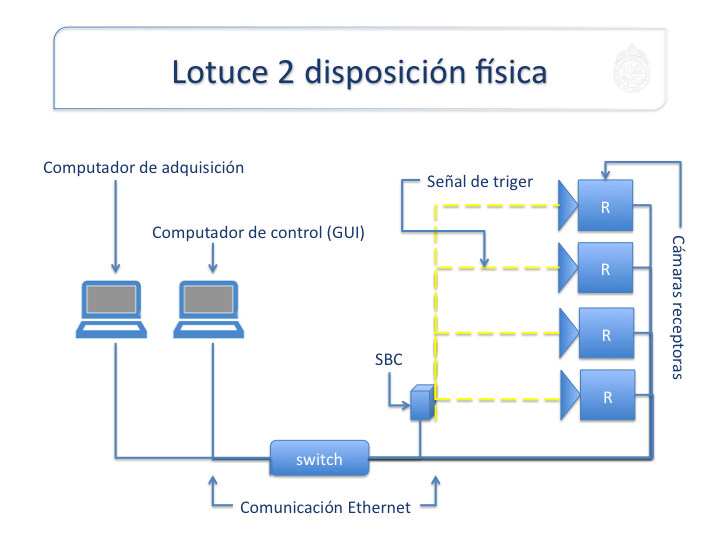 Lotuce 2 disposición física
Computador de adquisición
Señal de triger
Computador de control (GUI)
R
R
R
R
Cámaras receptoras
SBC
switch
Comunicación Ethernet